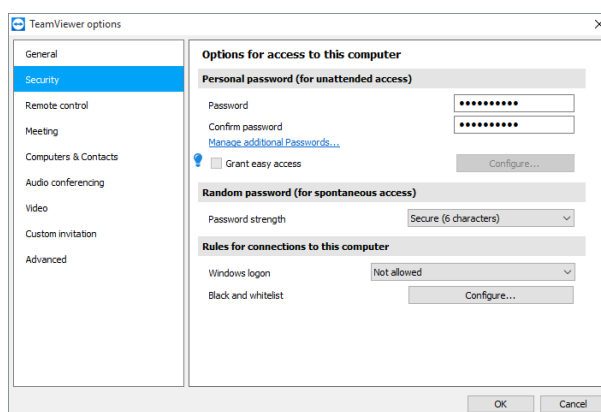 TeamViewer options
General
Security
Remote control
Meeting
Computers & Contacts
Audio conferencing
Video
Custom invitation
Advanced
Options for access to this computer
Personal password (for unattended access)
Password ••••••••••
Confirm password ••••••••••
Manage additional Passwords...
Grant easy access Configure...
Random password (for spontaneous access)
Password strength Secure (6 characters)
Rules for connections to this computer
Windows logon Not allowed
Black and whitelist Configure...
OK Cancel